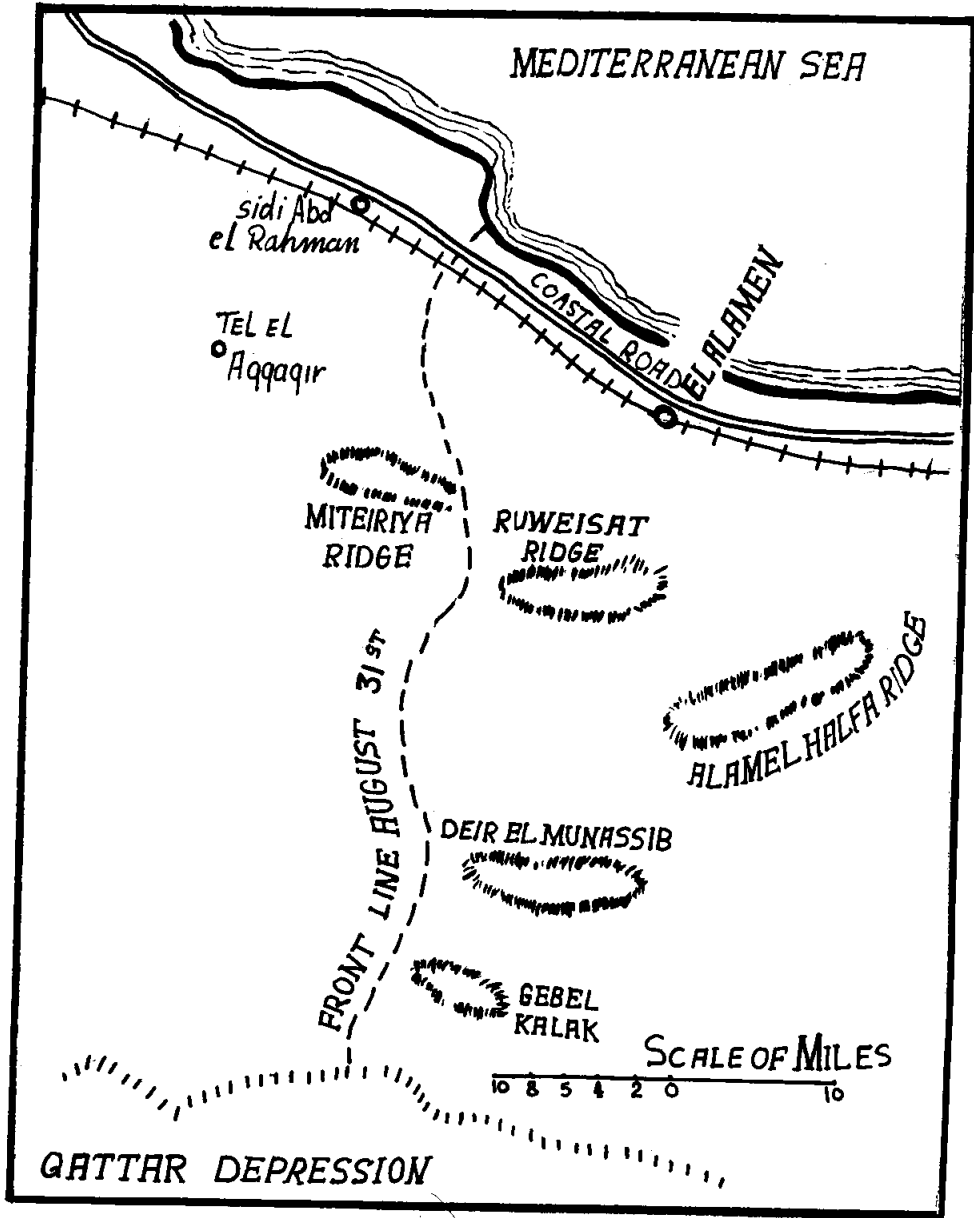 MEDITERRANEAN SEA
sidi Abd
el Rahman
COASTAL ROAD
EL ALAMEN
TEL EL
Aqqaqir
MITEIRIYA
RIDGE
RUWEISAT
RIDGE
ALAMEL HALFA RIDGE
FRONT LINE AUGUST 31ST
DEIR EL MUNASSIB
GEBEL
KALAK
SCALE OF MILES
10 8 5 4 2 0 10
QATTAR DEPRESSION